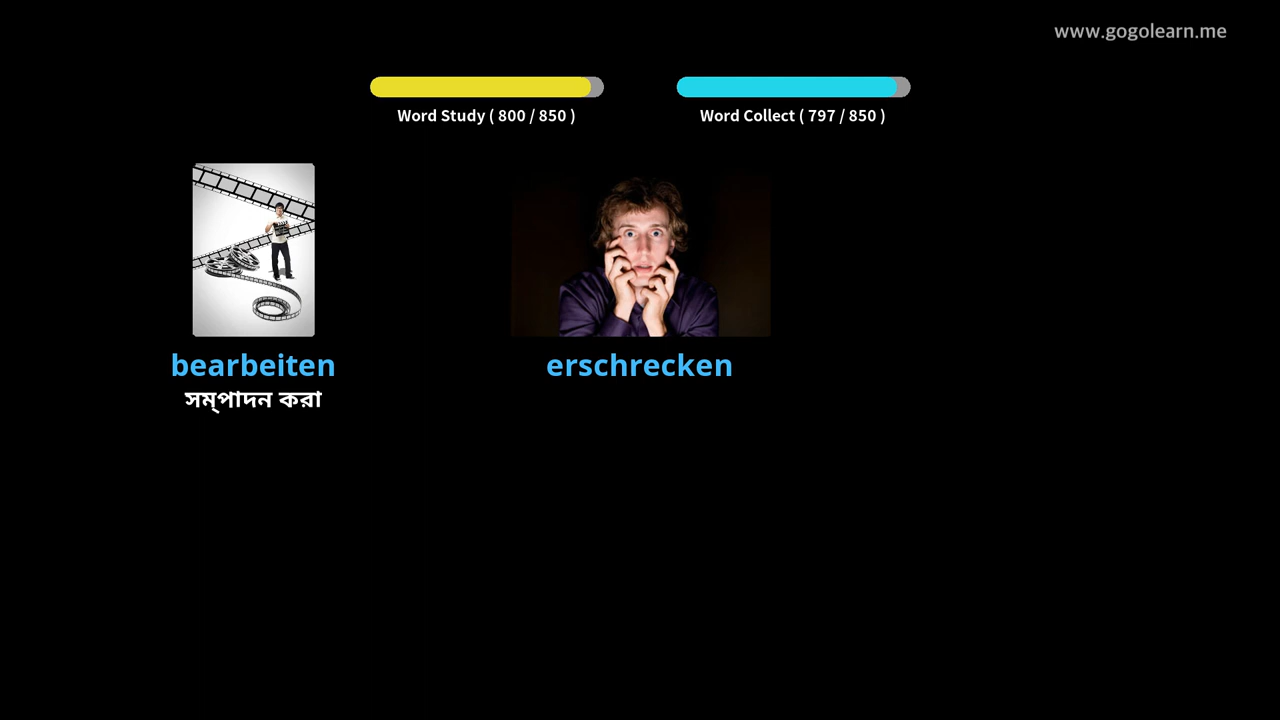 www.gogolearn.me
Word Study ( 800 / 850 )
Word Collect ( 797 / 850 )
bearbeiten
erschrecken
সম্পাদন করা